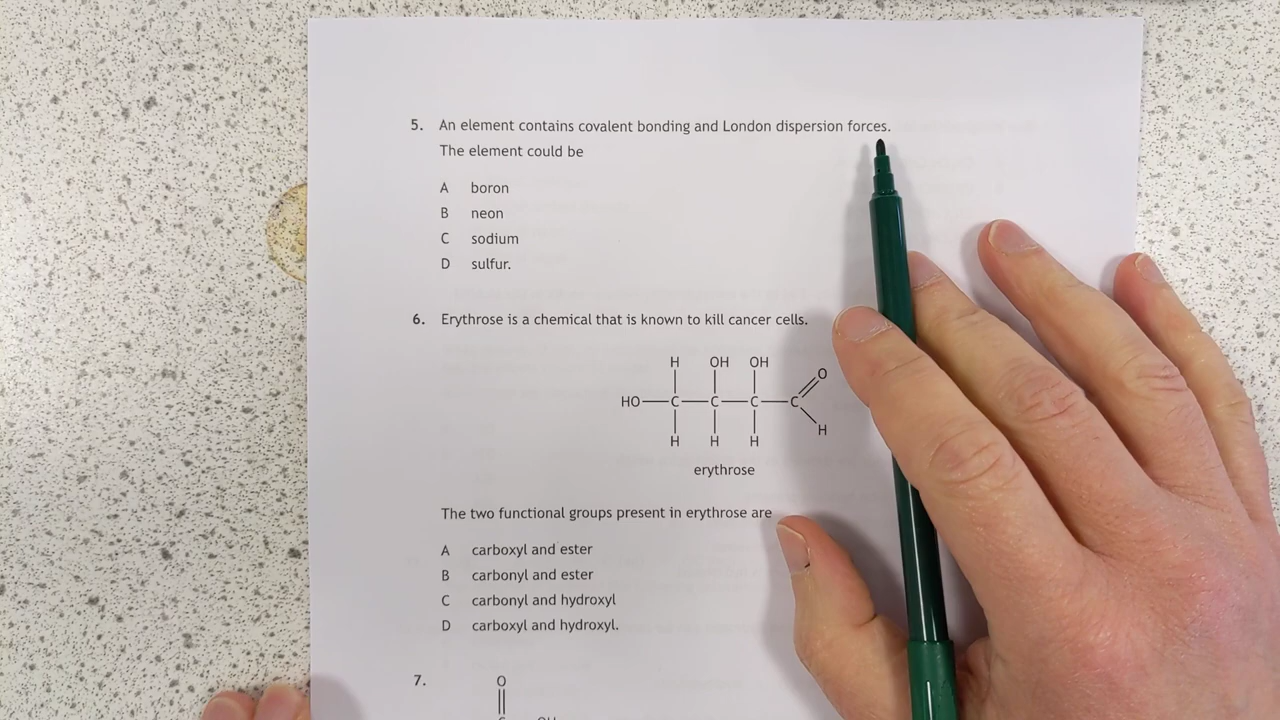 5. An element contains covalent bonding and London dispersion forces.
The element could be
A boron
B neon
C sodium
D sulfur.
6. Erythrose is a chemical that is known to kill cancer cells.
H OH OH O
HO C C C C
H H H H
erythrose
The two functional groups present in erythrose are
A carboxyl and ester
B carbonyl and ester
C carbonyl and hydroxyl
D carboxyl and hydroxyl.
7. O